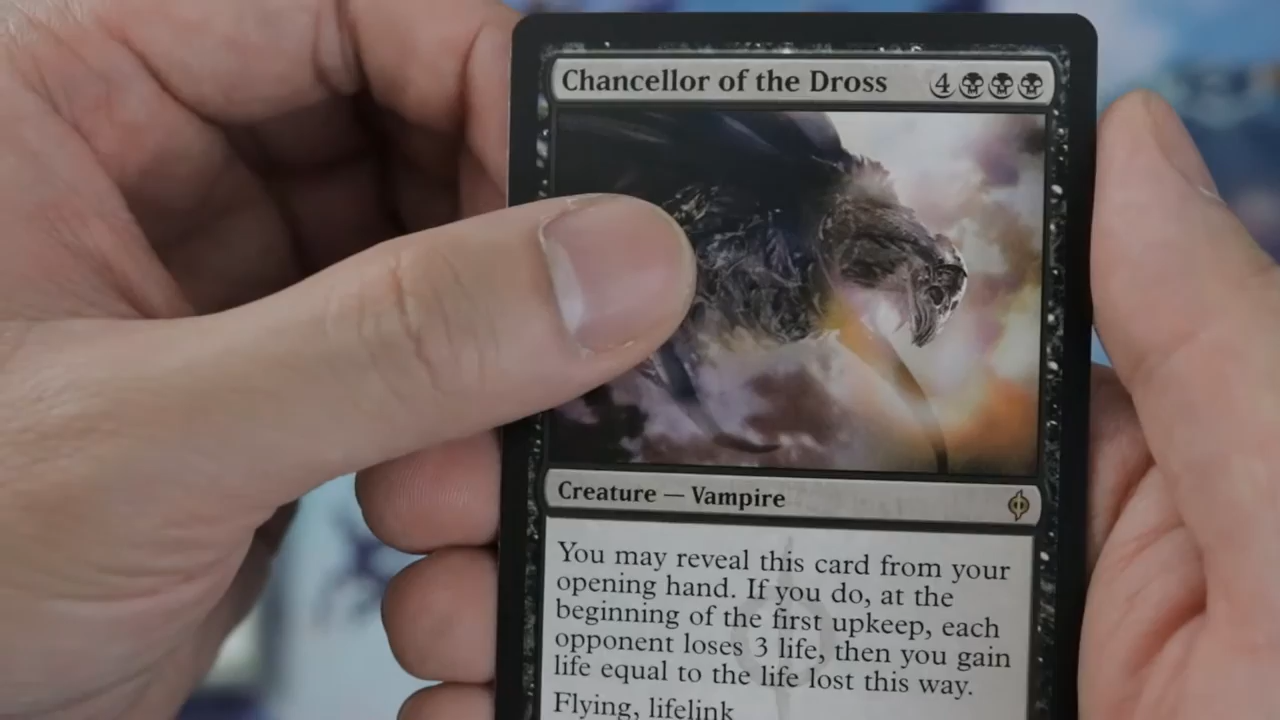 Chancellor of the Dross 4
Creature — Vampire
You may reveal this card from your
opening hand. If you do, at the
beginning of the first upkeep, each
opponent loses 3 life, then you gain
life equal to the life lost this way.
Flying, lifelink